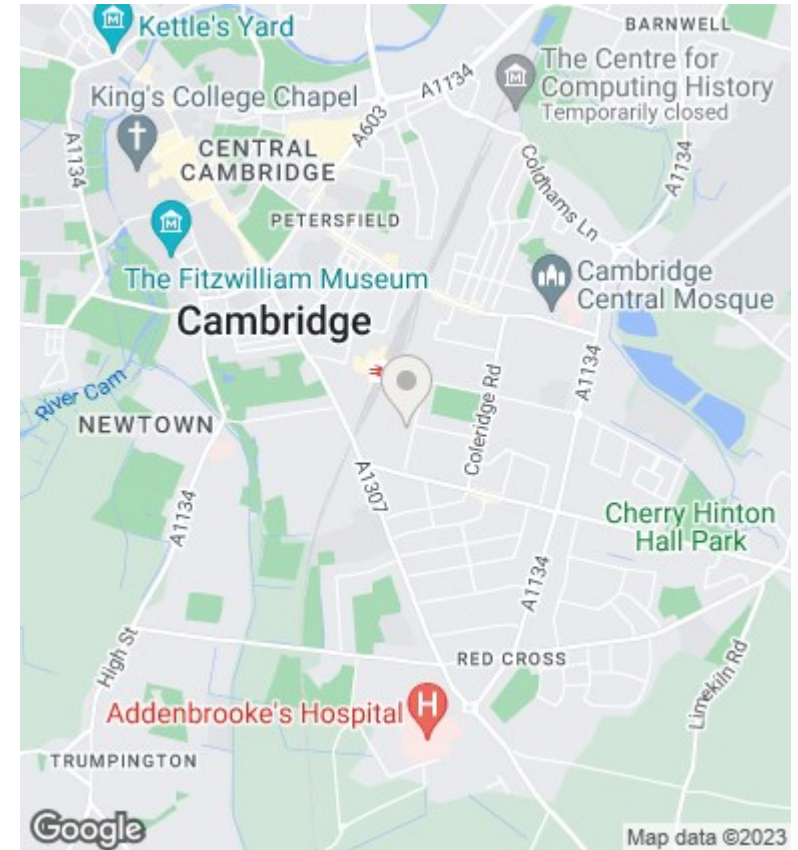 Kettle's Yard
BARNWELL
The Centre for
Computing History
Temporarily closed
A1134
King's College Chapel
A603
A1134
CENTRAL
CAMBRIDGE
A1134
Coldhams Ln
PETERSFIELD
The Fitzwilliam Museum
Cambridge
Central Mosque
Cambridge
River Cam
Coleridge Rd
A1134
NEWTOWN
A1307
A1134
Cherry Hinton
Hall Park
A1134
High St
RED CROSS
Limekiln Rd
Addenbrooke's Hospital
H
TRUMPINGTON
Google
Map data ©2023